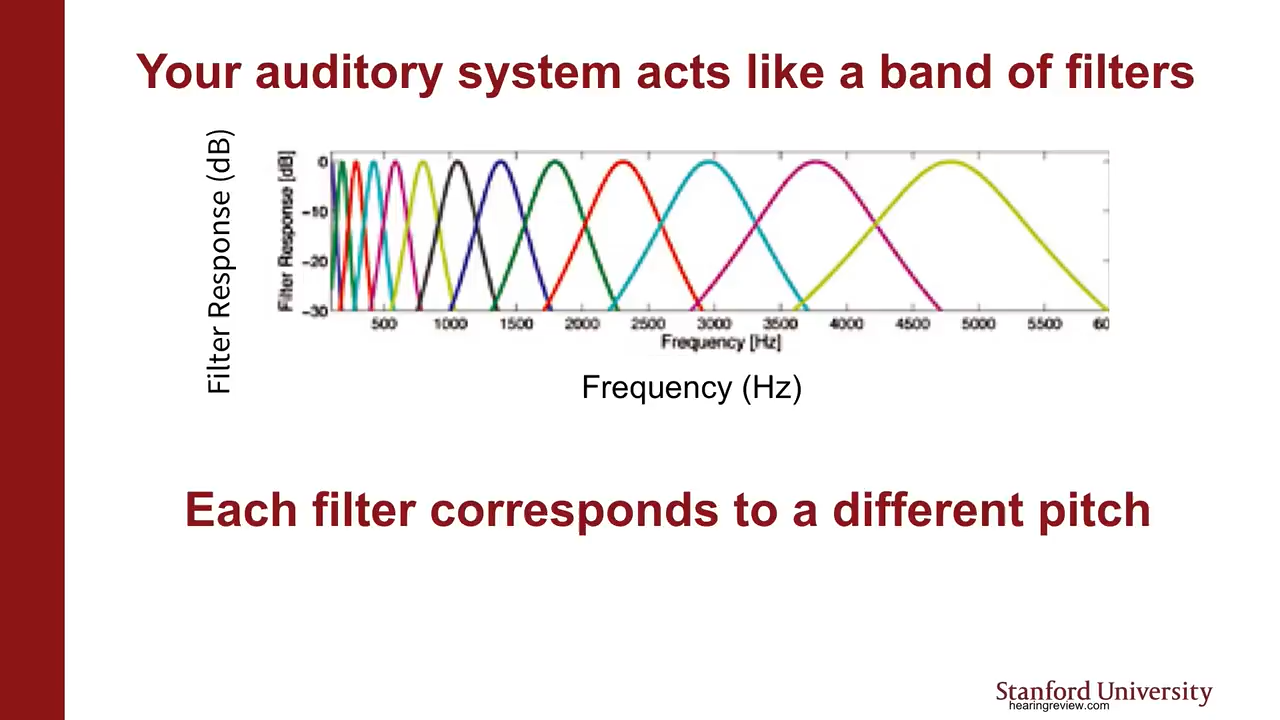 Your auditory system acts like a band of filters
Filter Response (dB)
Filter Response [dB]
0
-10
-20
-30
500 1000 1500 2000 2500 3000 3500 4000 4500 5000 5500 60
Frequency [Hz]
Frequency (Hz)
Each filter corresponds to a different pitch
Stanford University
hearingreview.com